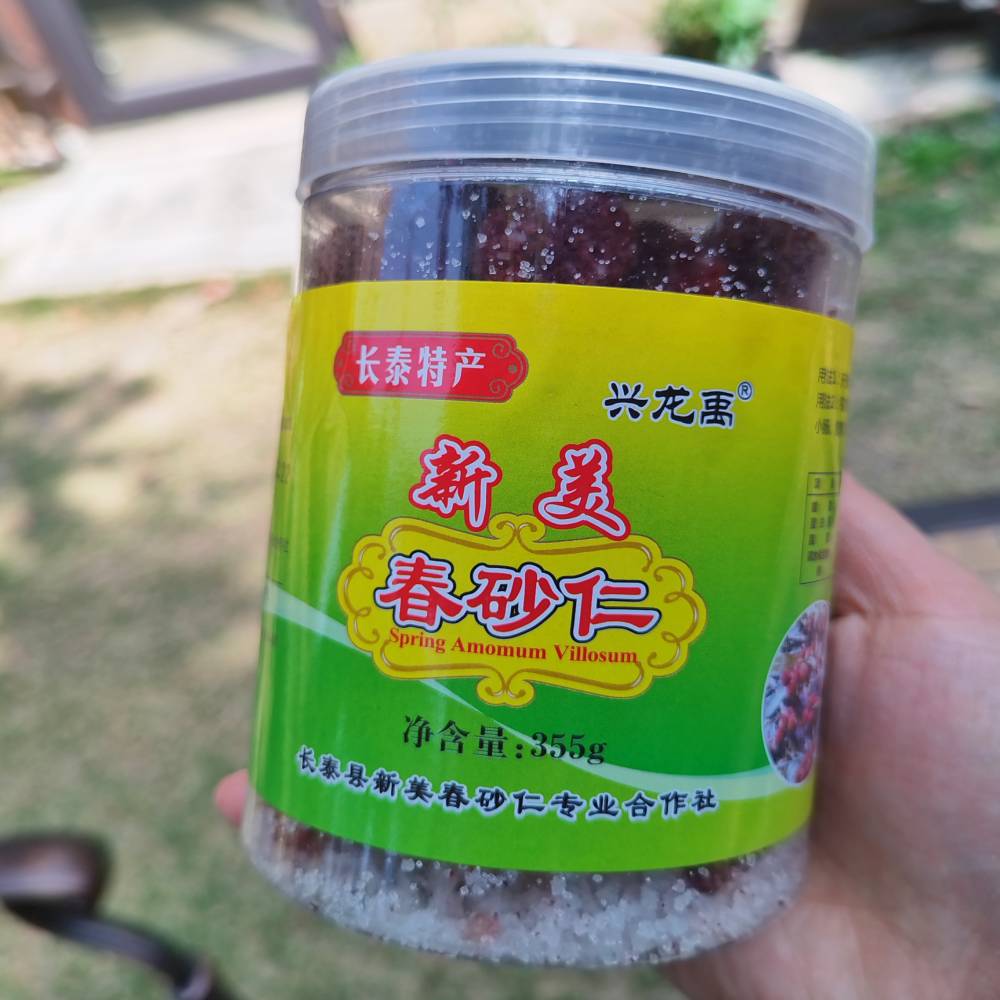 长泰特产
兴龙禹®
新美
春砂仁
Spring Amomum Villosum
净含量:355g
长泰县新美春砂仁专业合作社